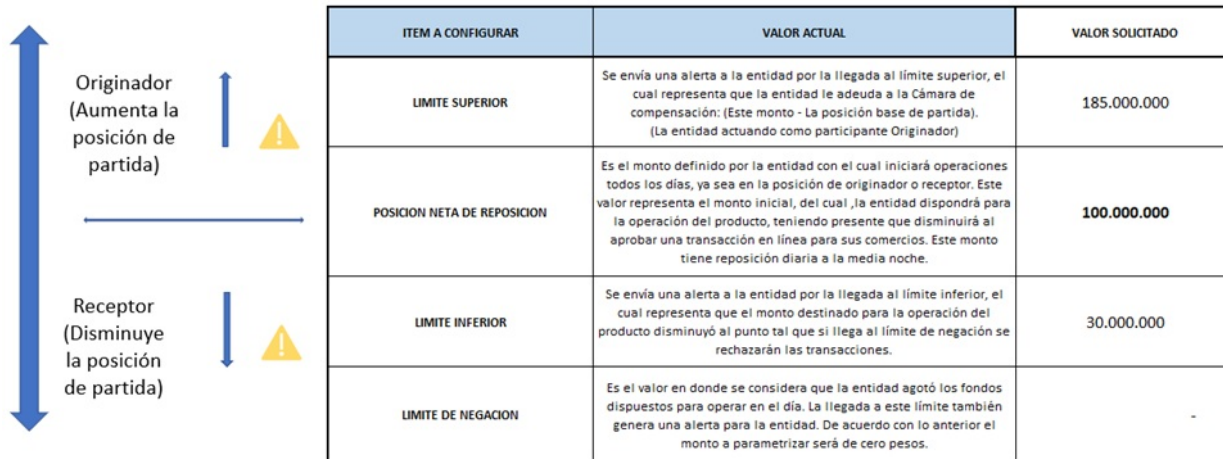 Originador
(Aumenta la
posición de
partida)
Receptor
(Disminuye
la posición
de partida)
ITEM A CONFIGURAR
VALOR ACTUAL
VALOR SOLICITADO
LIMITE SUPERIOR
Se envía una alerta a la entidad por la llegada al límite superior, el
cual representa que la entidad le adeuda a la Cámara de
compensación: (Este monto - La posición base de partida).
(La entidad actuando como participante Originador)
185.000.000
POSICION NETA DE REPOSICION
Es el monto definido por la entidad con el cual iniciará operaciones
todos los días, ya sea en la posición de originador o receptor. Este
valor representa el monto inicial, del cual ,la entidad dispondrá para
la operación del producto, teniendo presente que disminuirá al
aprobar una transacción en línea para sus comercios. Este monto
tiene reposición diaria a la media noche.
100.000.000
LIMITE INFERIOR
Se envía una alerta a la entidad por la llegada al límite inferior, el
cual representa que el monto destinado para la operación del
producto disminuyó al punto tal que si llega al límite de negación se
rechazarán las transacciones.
30.000.000
LIMITE DE NEGACION
Es el valor en donde se considera que la entidad agotó los fondos
dispuestos para operar en el día. La llegada a este límite también
genera una alerta para la entidad. De acuerdo con lo anterior el
monto a parametrizar será de cero pesos.
-